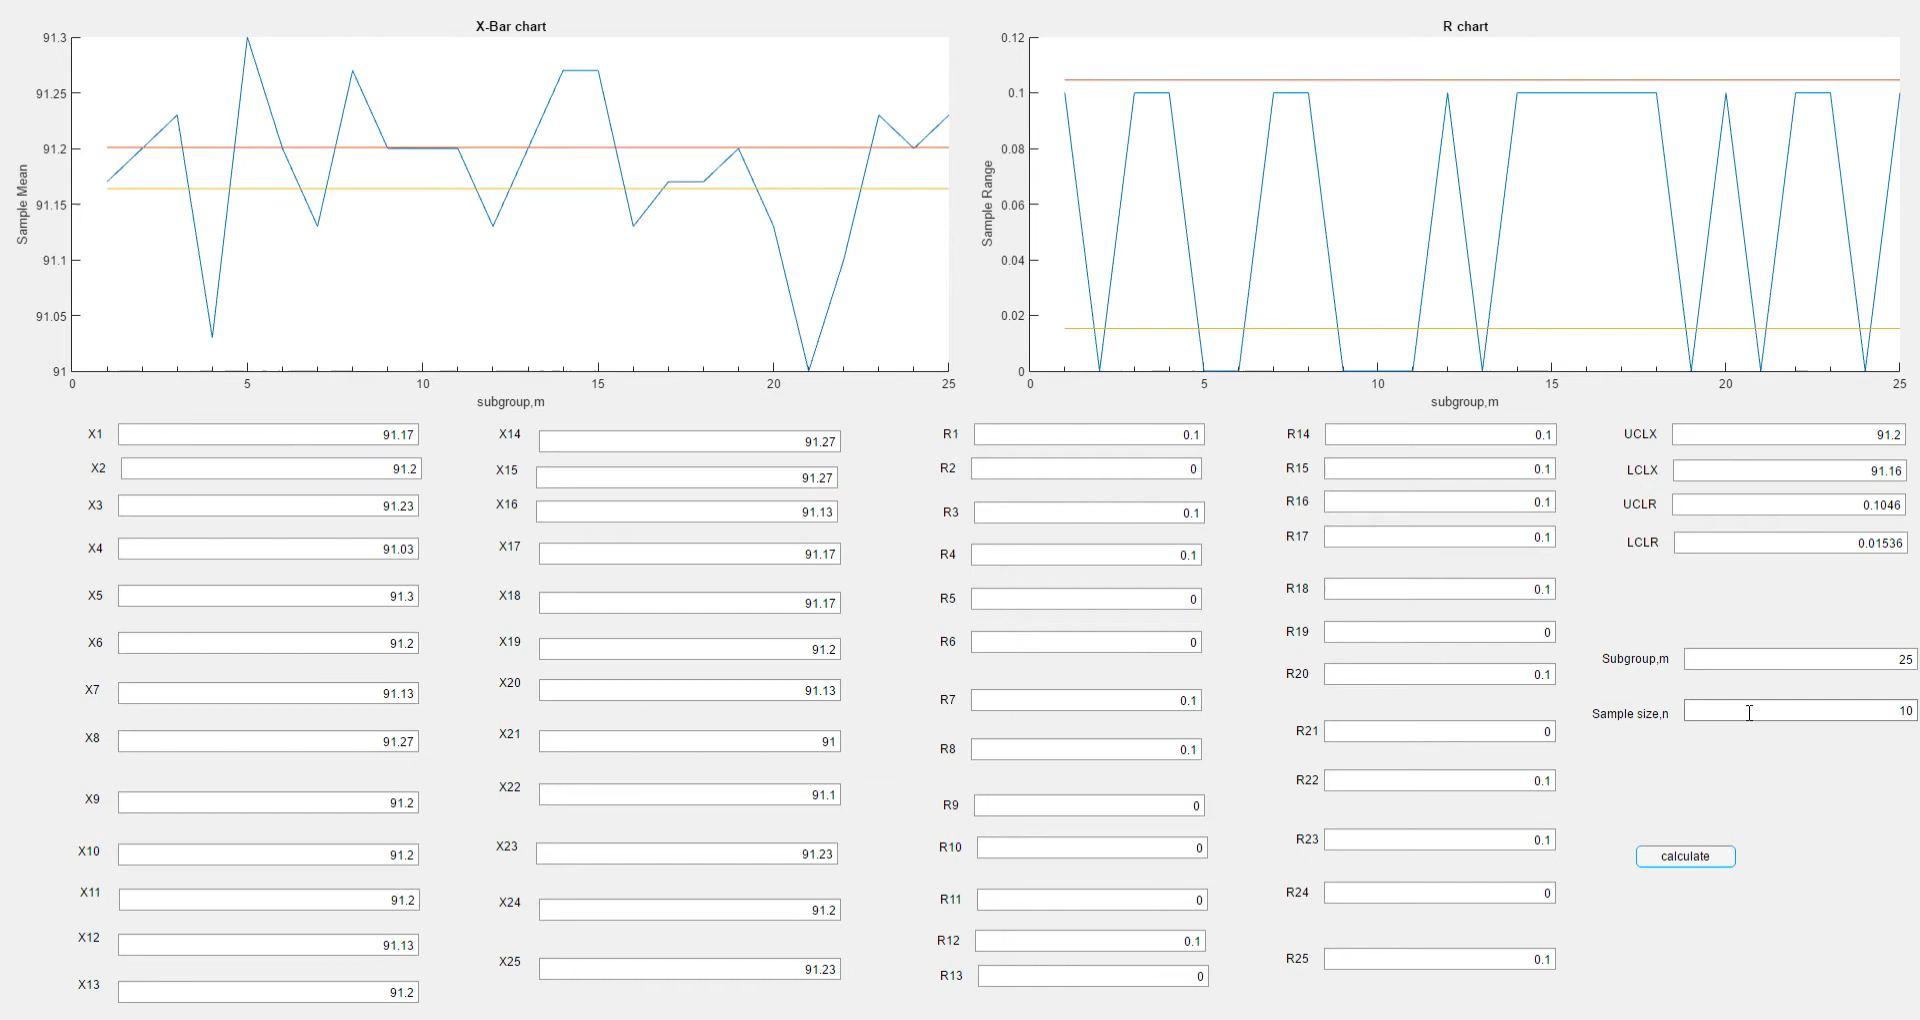 X-Bar chart
91.3
91.25
91.2
91.15
91.1
91.05
91
Sample Mean
0 5 10 15 20 25
subgroup,m
R chart
0.12
0.1
0.08
0.06
0.04
0.02
0
Sample Range
0 5 10 15 20 25
subgroup,m
X1 91.17
X2 91.2
X3 91.23
X4 91.03
X5 91.3
X6 91.2
X7 91.13
X8 91.27
X9 91.2
X10 91.2
X11 91.2
X12 91.13
X13 91.2
X14 91.27
X15 91.27
X16 91.13
X17 91.17
X18 91.17
X19 91.2
X20 91.13
X21 91
X22 91.1
X23 91.23
X24 91.2
X25 91.23
R1 0.1
R2 0
R3 0.1
R4 0.1
R5 0
R6 0
R7 0.1
R8 0.1
R9 0
R10 0
R11 0
R12 0.1
R13 0
R14 0.1
R15 0.1
R16 0.1
R17 0.1
R18 0.1
R19 0
R20 0.1
R21 0
R22 0.1
R23 0.1
R24 0
R25 0.1
UCLX 91.2
LCLX 91.16
UCLR 0.1046
LCLR 0.01536
Subgroup,m 25
Sample size,n 10
calculate